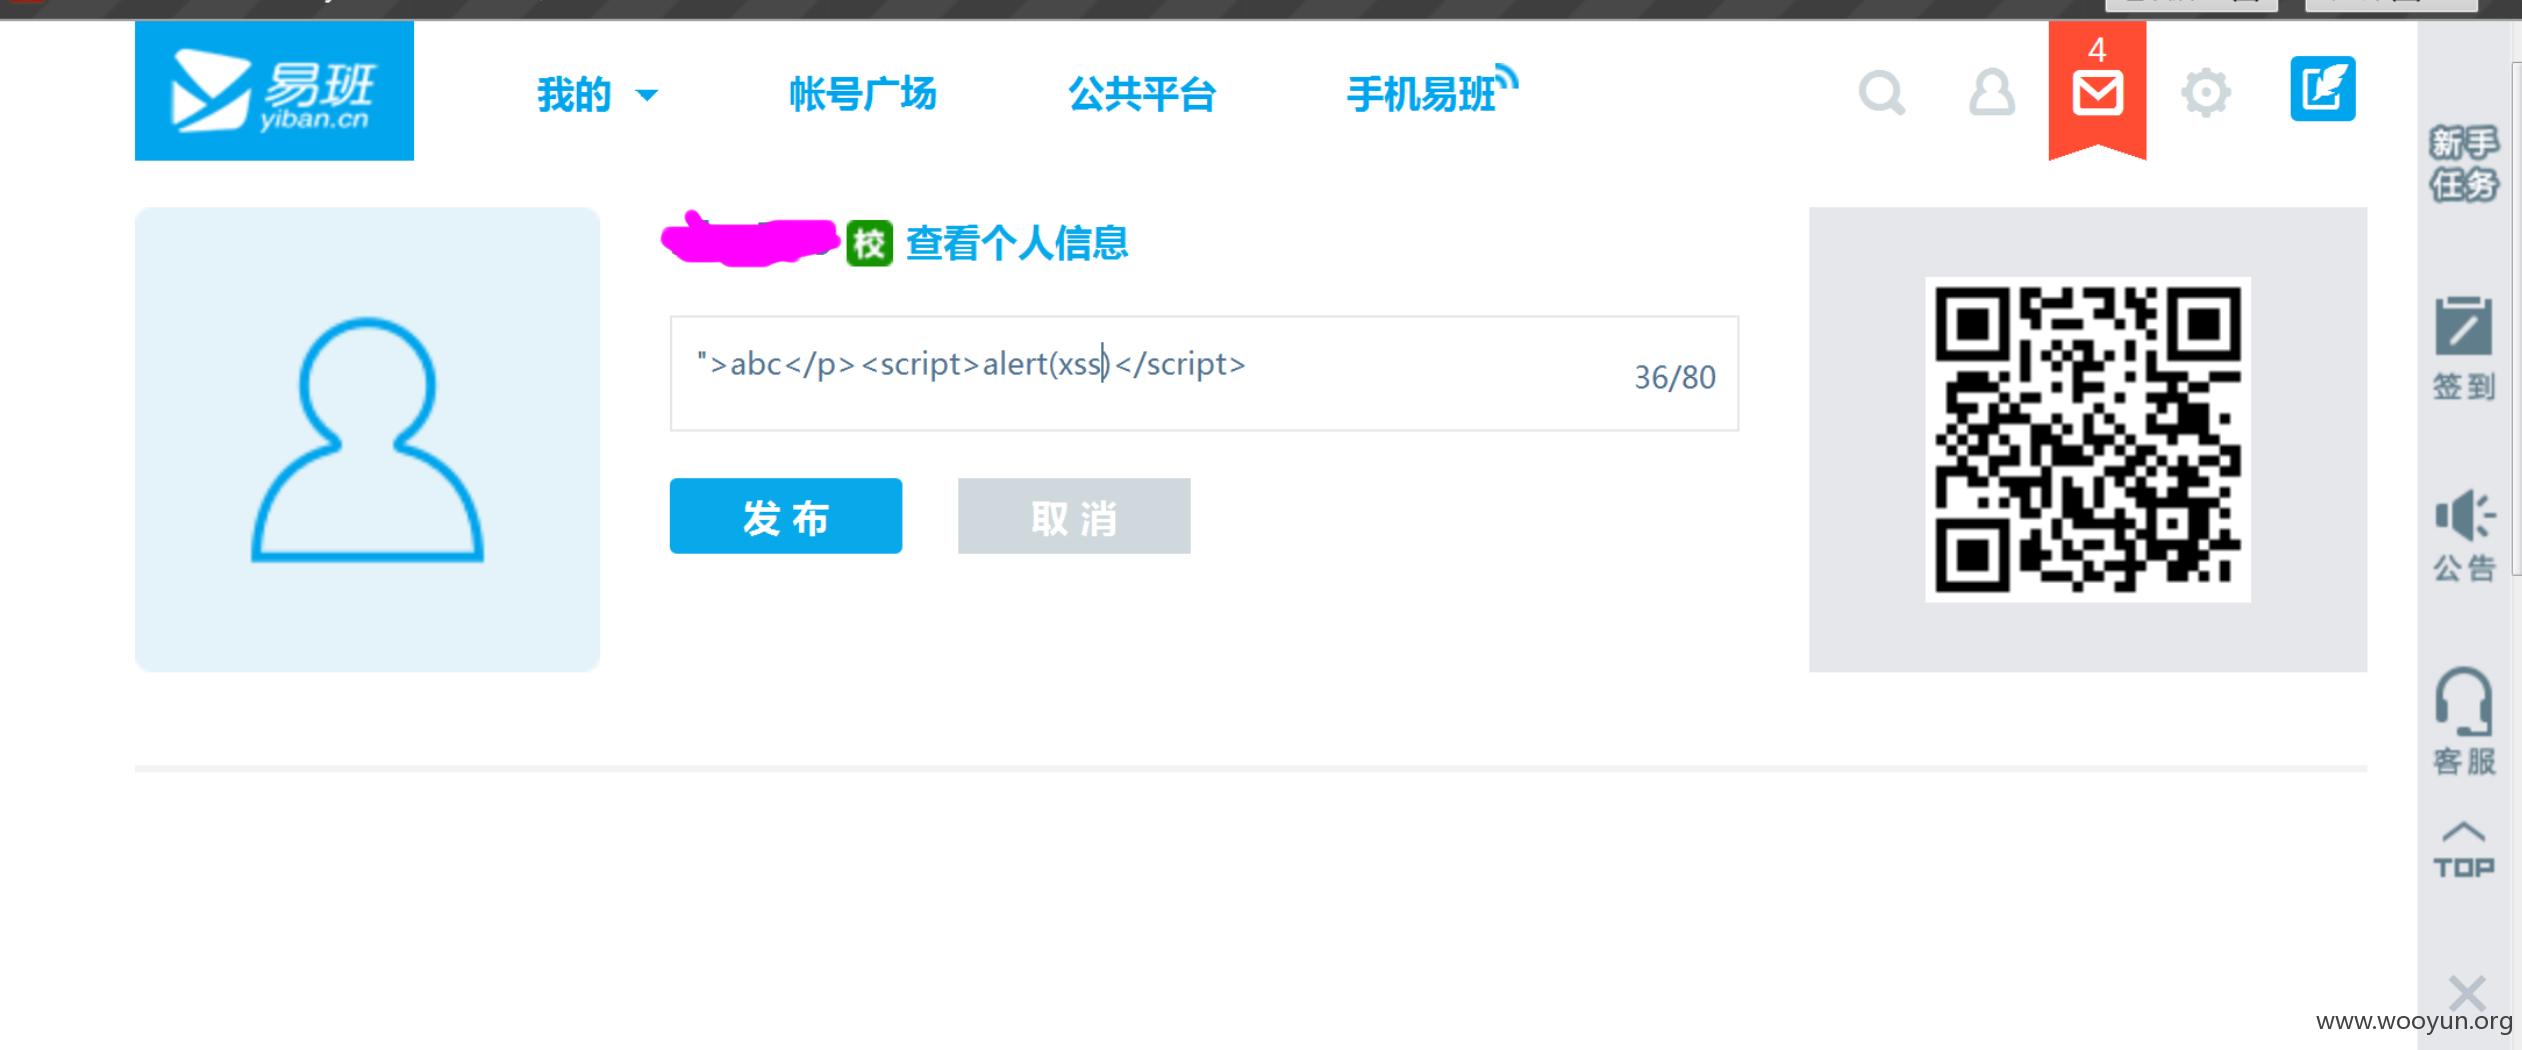 易班
yiban.cn
我的
帐号广场
公共平台
手机易班
4
新手
任务
校 查看个人信息
">abc</p><script>alert(xss)</script>
36/80
发 布
取 消
签到
公告
客服
TOP
www.wooyun.org